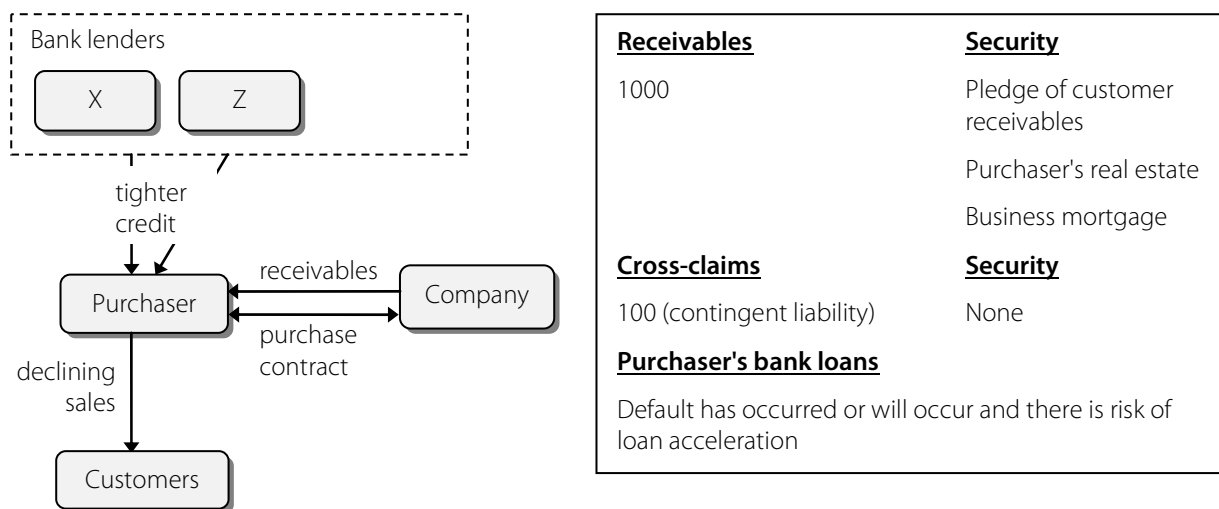 Bank lenders
X
Z
tighter
credit
receivables
Purchaser
Company
purchase
contract
declining
sales
Customers
Receivables
Security
1000
Pledge of customer
receivables
Purchaser's real estate
Business mortgage
Cross-claims
Security
100 (contingent liability)
None
Purchaser's bank loans
Default has occurred or will occur and there is risk of
loan acceleration